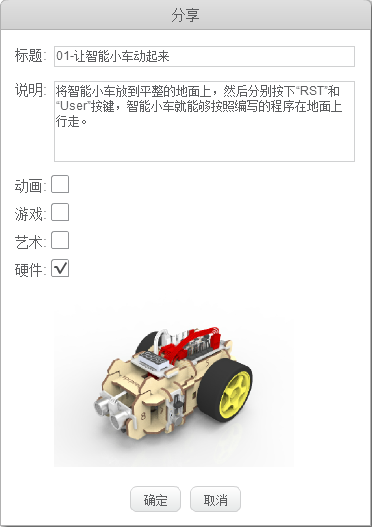 分享
标题: 01-让智能小车动起来
说明: 将智能小车放到平整的地面上，然后分别按下“RST”和
“User”按键，智能小车就能够按照编写的程序在地面上
行走。
动画:
游戏:
艺术:
硬件:
确定 取消